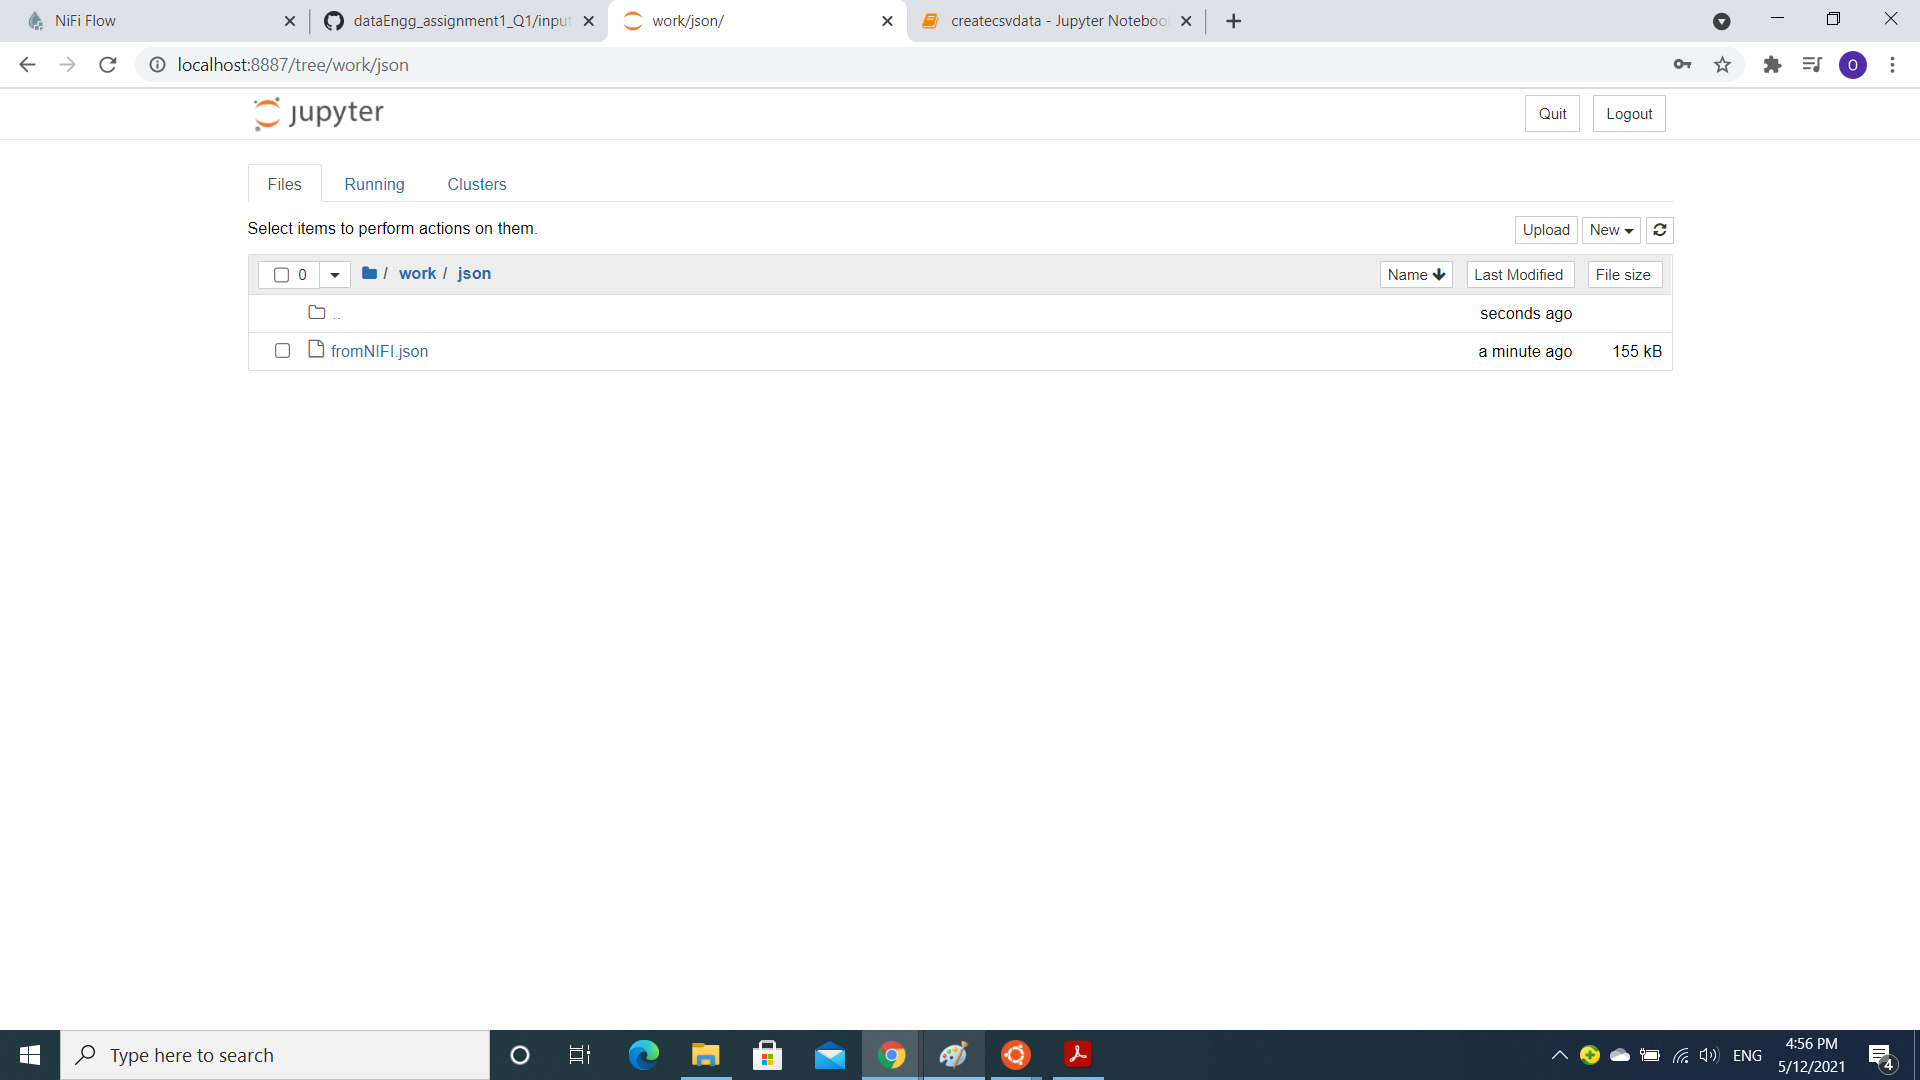 NiFi Flow
dataEngg_assignment1_Q1/input
work/json/
createcsvdata - Jupyter Notebook
localhost:8887/tree/work/json
O
jupyter
Quit
Logout
Files
Running
Clusters
Select items to perform actions on them.
Upload
New
0
/ work / json
Name
Last Modified
File size
..
seconds ago
fromNIFI.json
a minute ago
155 kB
Type here to search
ENG
4:56 PM
5/12/2021
4